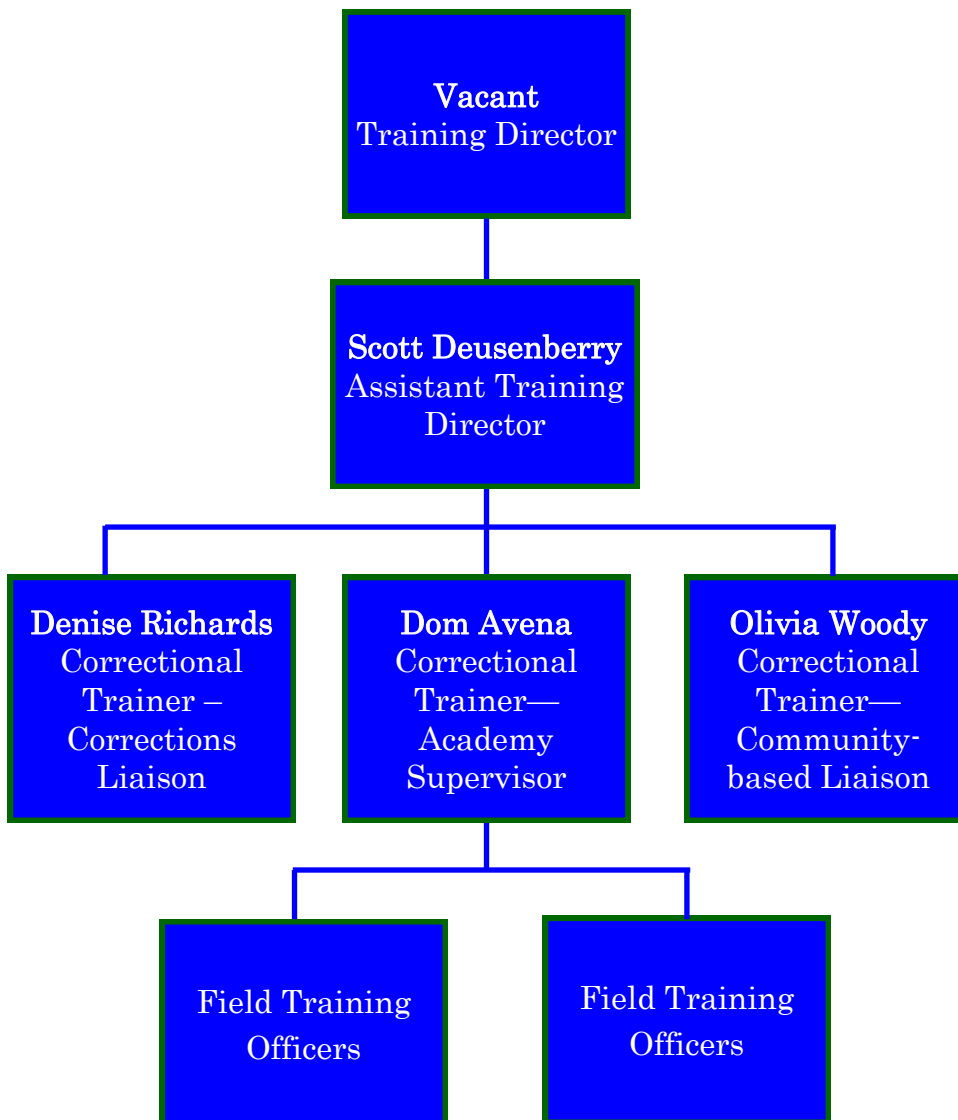 Vacant
Training Director
Scott Deusenberry
Assistant Training
Director
Denise Richards
Correctional
Trainer –
Corrections
Liaison
Dom Avena
Correctional
Trainer—
Academy
Supervisor
Olivia Woody
Correctional
Trainer—
Community-
based Liaison
Field Training
Officers
Field Training
Officers